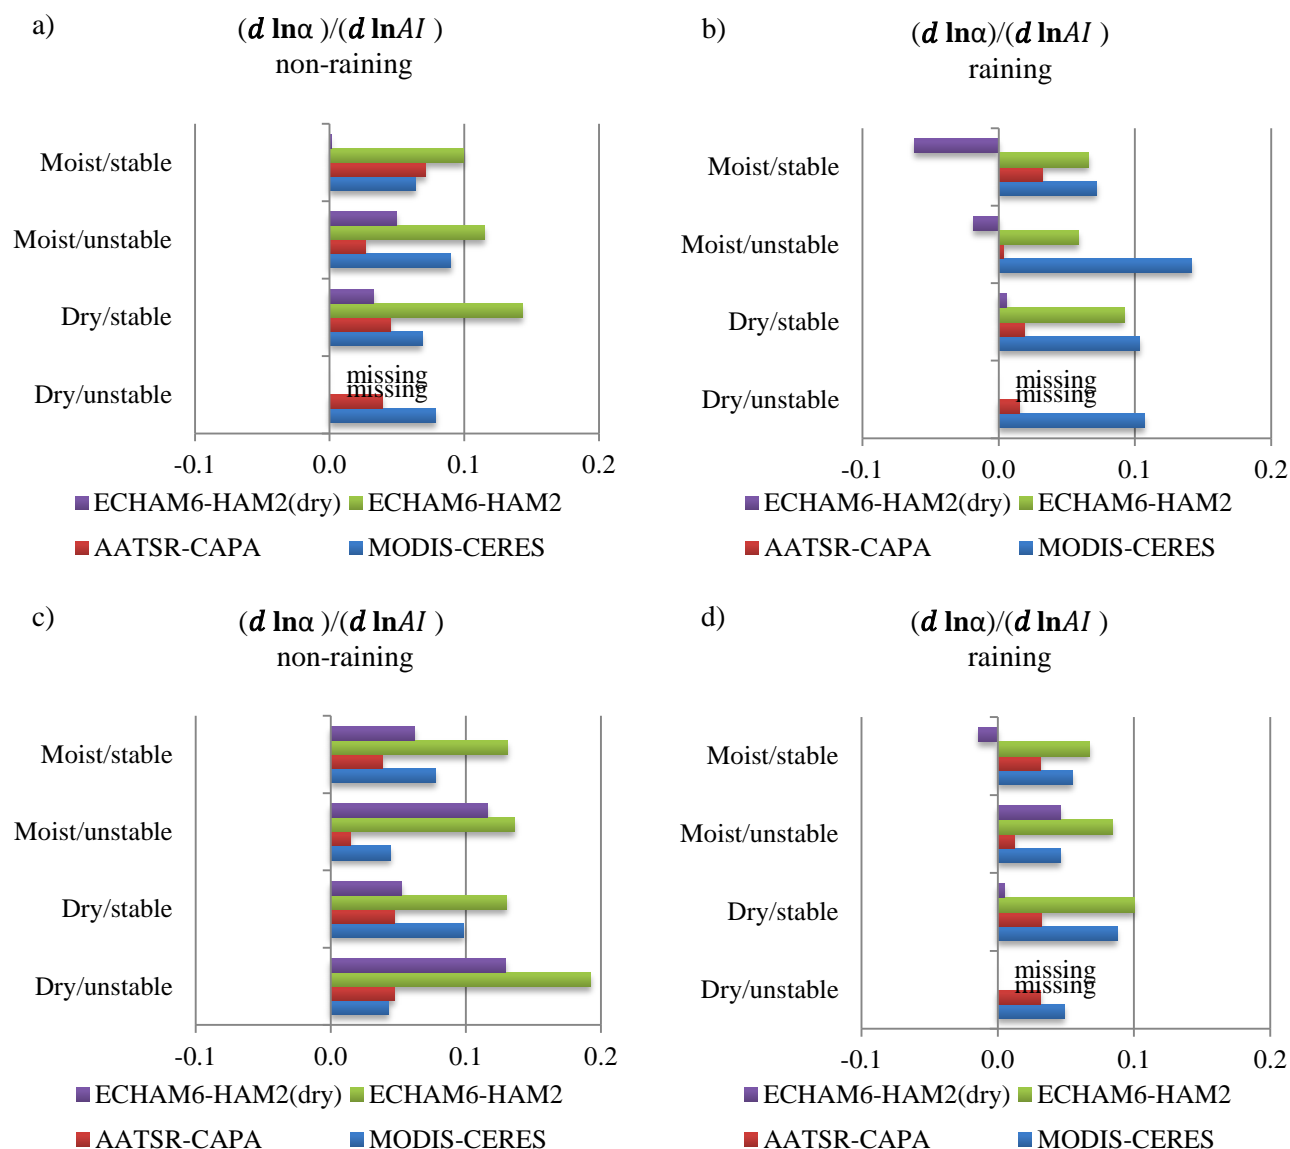 a)
(d lnα )/(d lnAI )
non-raining
Moist/stable
Moist/unstable
Dry/stable
Dry/unstable
missing
missing
-0.1 0.0 0.1 0.2
ECHAM6-HAM2(dry) ECHAM6-HAM2
AATSR-CAPA MODIS-CERES
b)
(d lnα)/(d lnAI )
raining
Moist/stable
Moist/unstable
Dry/stable
Dry/unstable
missing
missing
-0.1 0.0 0.1 0.2
ECHAM6-HAM2(dry) ECHAM6-HAM2
AATSR-CAPA MODIS-CERES
c)
(d lnα )/(d lnAI )
non-raining
Moist/stable
Moist/unstable
Dry/stable
Dry/unstable
-0.1 0.0 0.1 0.2
ECHAM6-HAM2(dry) ECHAM6-HAM2
AATSR-CAPA MODIS-CERES
d)
(d lnα)/(d lnAI )
raining
Moist/stable
Moist/unstable
Dry/stable
Dry/unstable
missing
missing
-0.1 0.0 0.1 0.2
ECHAM6-HAM2(dry) ECHAM6-HAM2
AATSR-CAPA MODIS-CERES